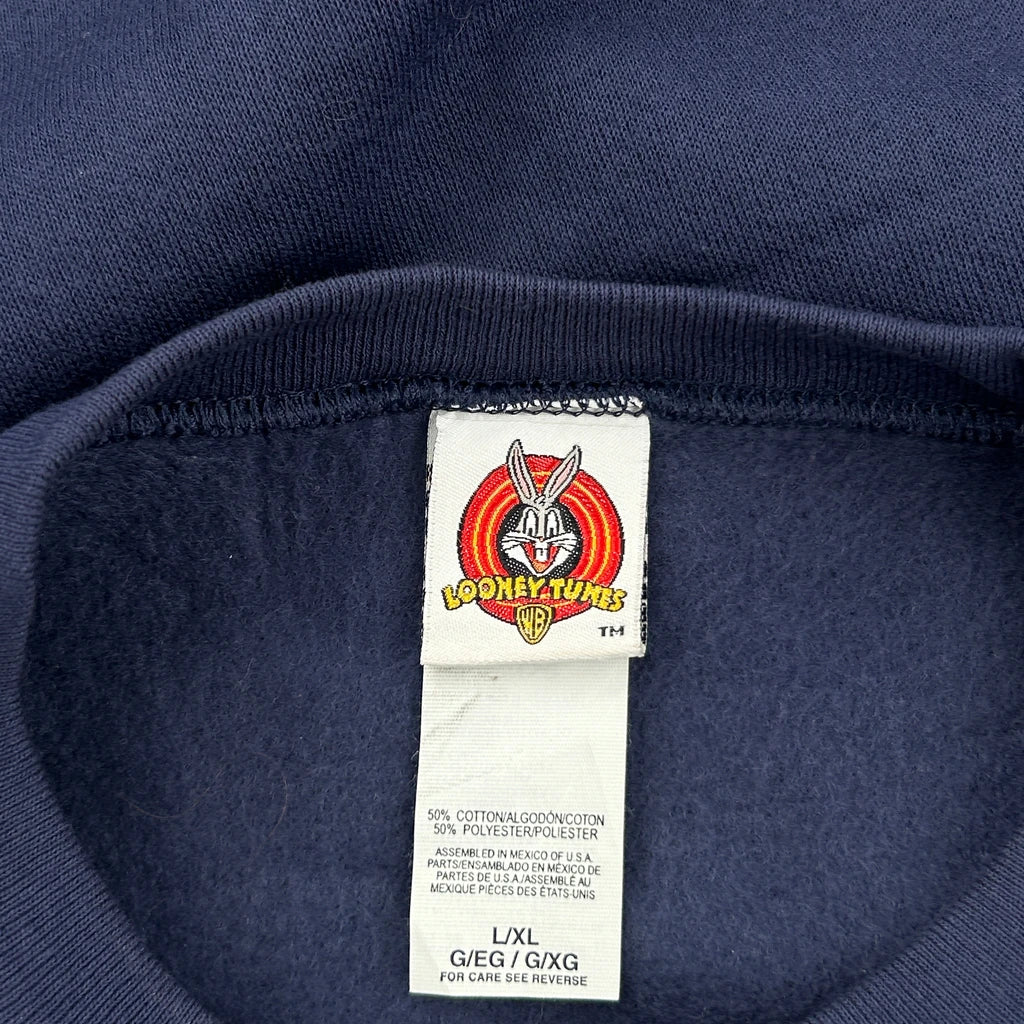 LOONEY TUNES
WB
TM
50% COTTON/ALGODÓN/COTON
50% POLYESTER/POLIESTER
ASSEMBLED IN MEXICO OF U.S.A.
PARTS/ENSAMBLADO EN MÉXICO DE
PARTES DE U.S.A./ASSEMBLÉ AU
MEXIQUE PIÈCES DES ÉTATS-UNIS
L/XL
G/EG / G/XG
FOR CARE SEE REVERSE